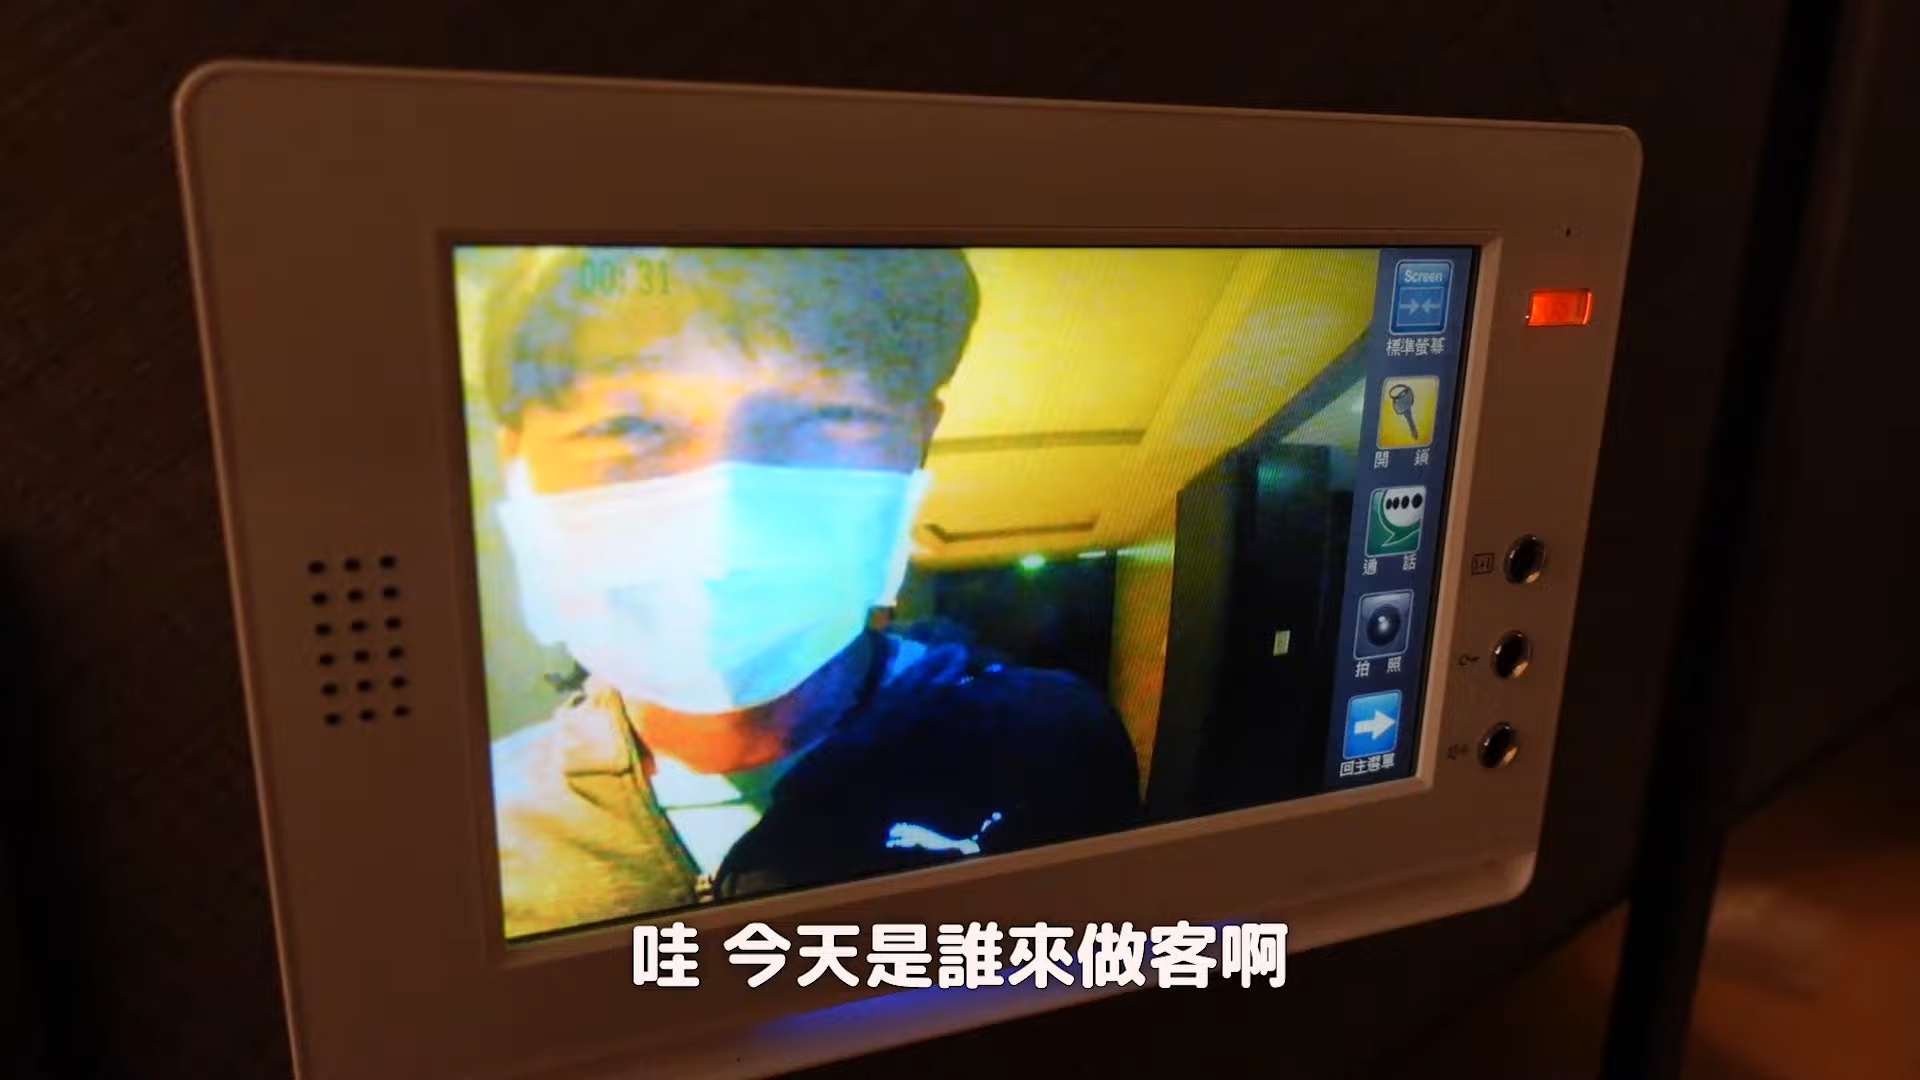 00:31
Screen
標準螢幕
開 鎖
通 話
拍 照
回主選單
哇 今天是誰來做客啊